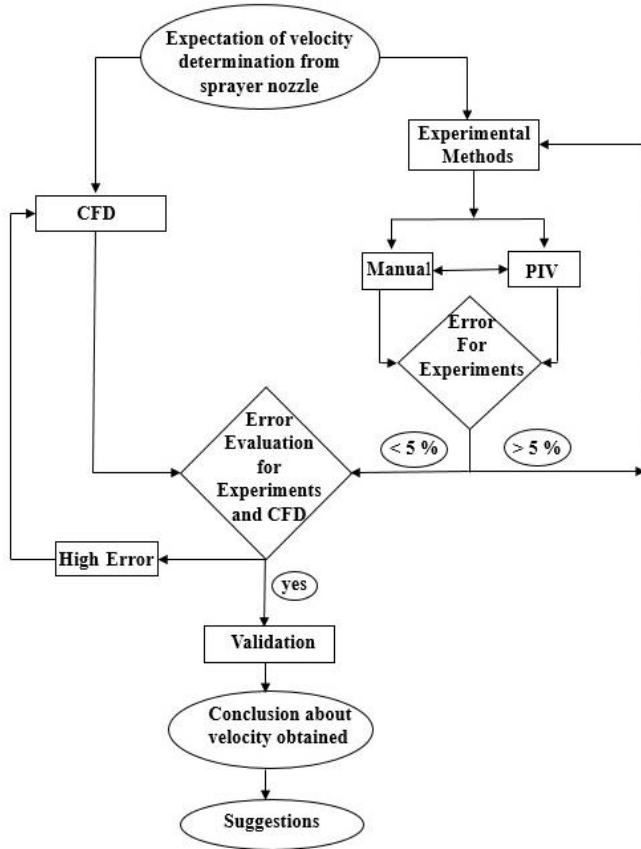 Expectation of velocity
determination from
sprayer nozzle
Experimental
Methods
CFD
Manual
PIV
Error
For
Experiments
Error
Evaluation
for
Experiments
and CFD
< 5 %
> 5 %
High Error
yes
Validation
Conclusion about
velocity obtained
Suggestions